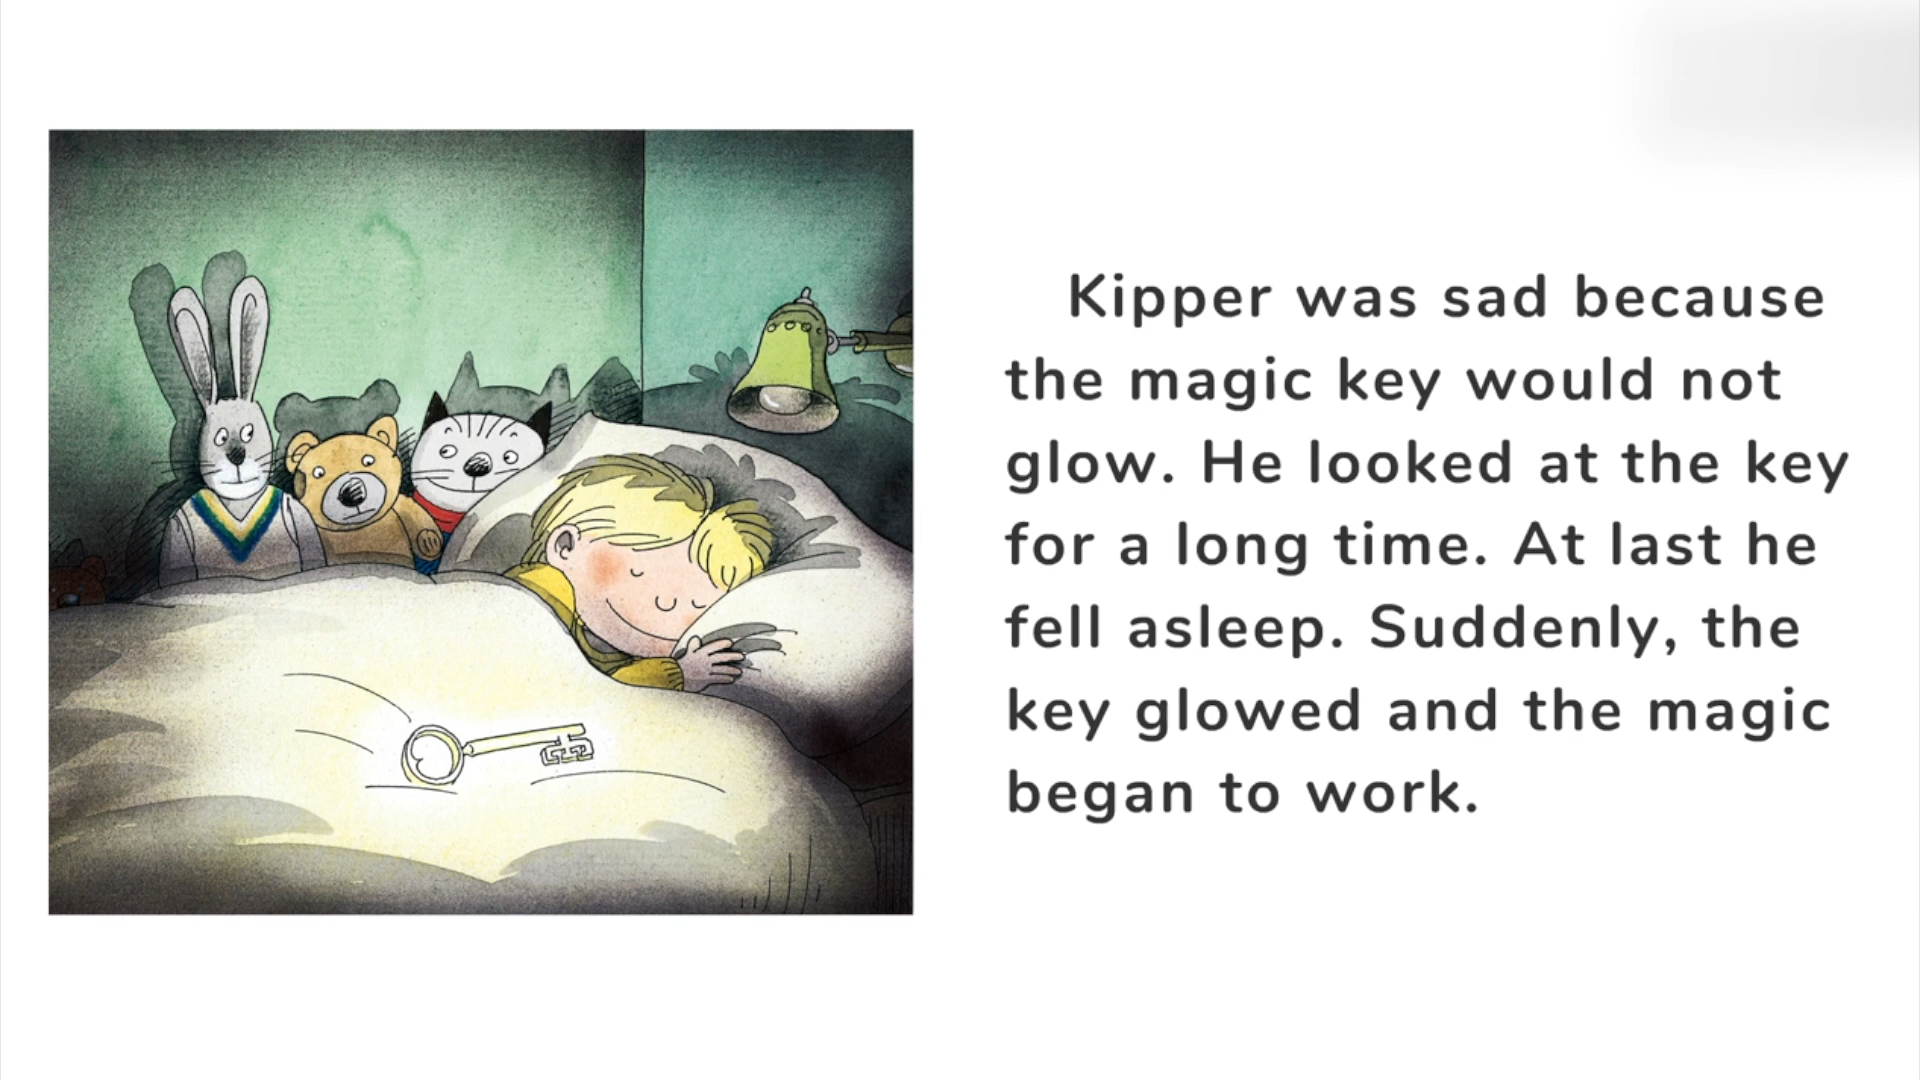 Kipper was sad because
the magic key would not
glow. He looked at the key
for a long time. At last he
fell asleep. Suddenly, the
key glowed and the magic
began to work.